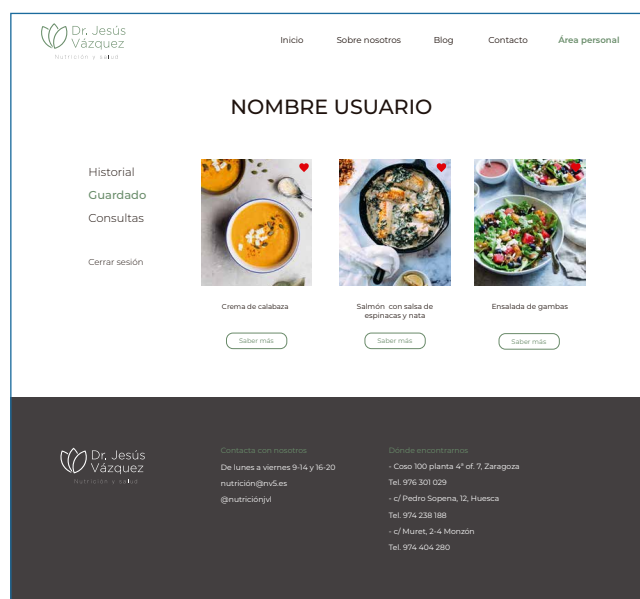 Dr. Jesús
Vázquez
Nutrición y salud
Inicio
Sobre nosotros
Blog
Contacto
Área personal
NOMBRE USUARIO
Historial
Guardado
Consultas
Cerrar sesión
Crema de calabaza
Saber más
Salmón con salsa de
espinacas y nata
Saber más
Ensalada de gambas
Saber más
Dr. Jesús
Vázquez
Nutrición y salud
Contacta con nosotros
De lunes a viernes 9-14 y 16-20
nutrición@nv5.es
@nutriciónjvl
Dónde encontrarnos
- Coso 100 planta 4ª of. 7, Zaragoza
Tel. 976 301 029
- c/ Pedro Sopena, 12, Huesca
Tel. 974 238 188
- c/ Muret, 2-4 Monzón
Tel. 974 404 280